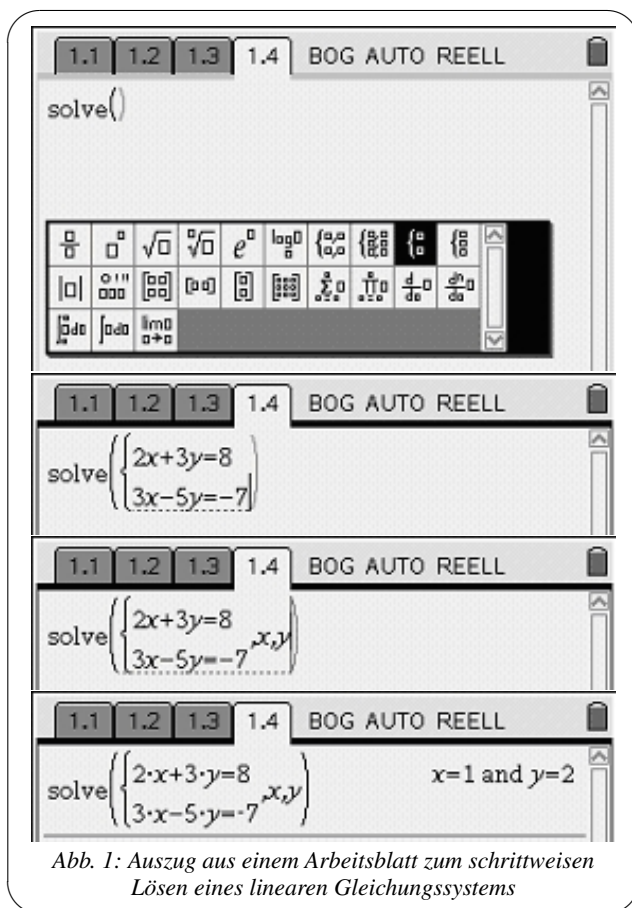 1.1 1.2 1.3 1.4 BOG AUTO REELL
solve()
1.1 1.2 1.3 1.4 BOG AUTO REELL
solve({2x+3y=8
3x−5y=−7)
1.1 1.2 1.3 1.4 BOG AUTO REELL
solve({2x+3y=8
3x−5y=−7 ,x,y)
1.1 1.2 1.3 1.4 BOG AUTO REELL
solve({2·x+3·y=8
3·x−5·y=-7 ,x,y) x=1 and y=2
Abb. 1: Auszug aus einem Arbeitsblatt zum schrittweisen
Lösen eines linearen Gleichungssystems